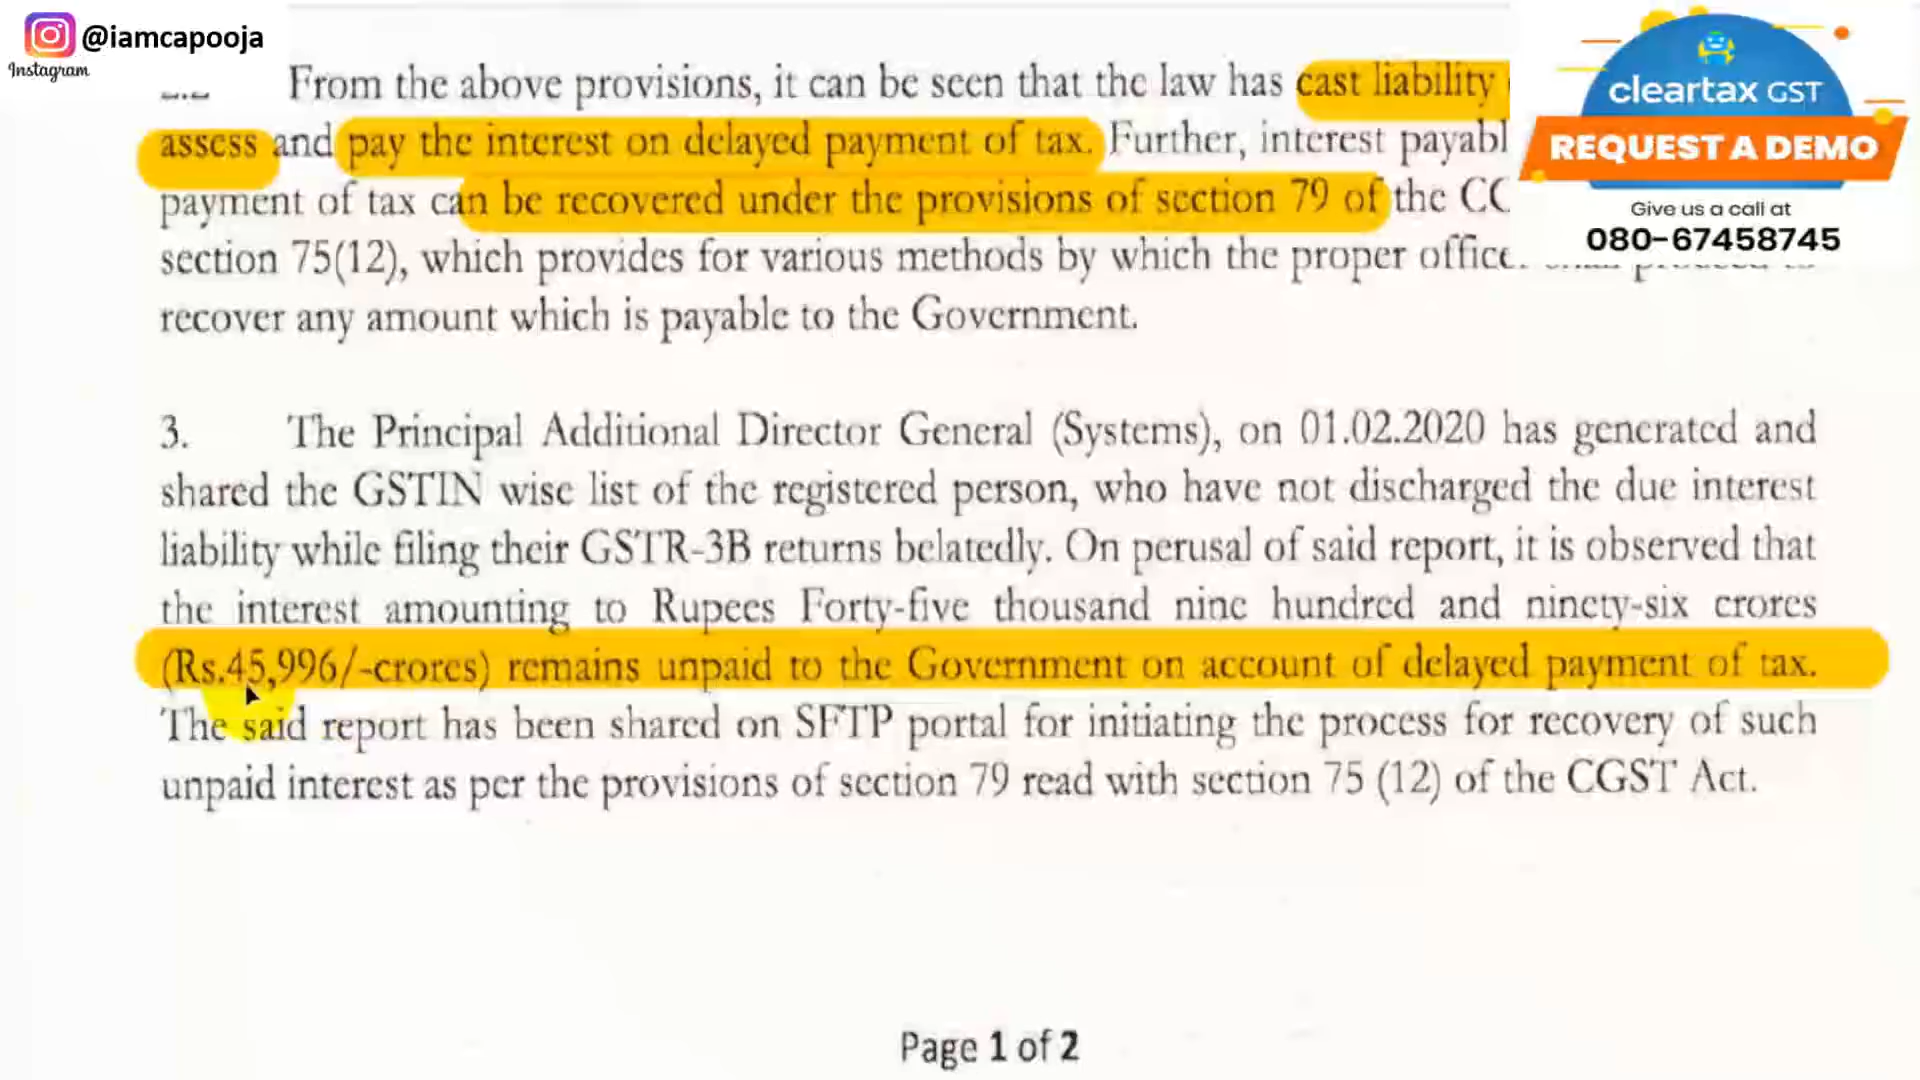 @iamcapooja
Instagram
From the above provisions, it can be seen that the law has cast liability
assess and pay the interest on delayed payment of tax. Further, interest payabl
payment of tax can be recovered under the provisions of section 79 of the
section 75(12), which provides for various methods by which the proper office
recover any amount which is payable to the Government.
3. The Principal Additional Director General (Systems), on 01.02.2020 has generated and
shared the GSTIN wise list of the registered person, who have not discharged the due interest
liability while filing their GSTR-3B returns belatedly. On perusal of said report, it is observed that
the interest amounting to Rupees Forty-five thousand nine hundred and ninety-six crores
(Rs.45,996/-crores) remains unpaid to the Government on account of delayed payment of tax.
The said report has been shared on SFTP portal for initiating the process for recovery of such
unpaid interest as per the provisions of section 79 read with section 75 (12) of the CGST Act.
Page 1 of 2
cleartax GST
REQUEST A DEMO
Give us a call at
080-67458745